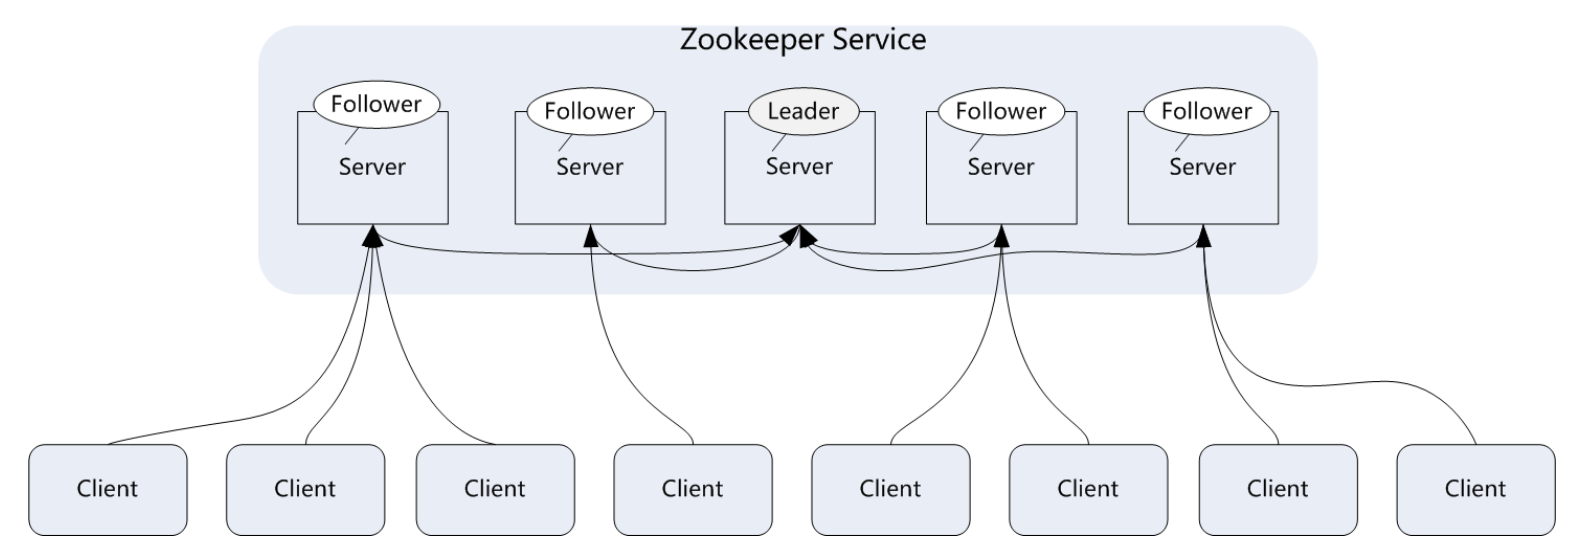 Zookeeper Service
Follower
Follower
Leader
Follower
Follower
Server
Server
Server
Server
Server
Client
Client
Client
Client
Client
Client
Client
Client